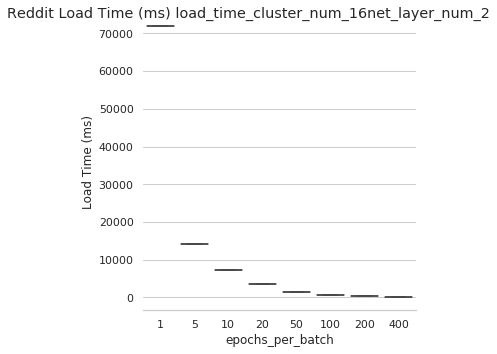 Reddit Load Time (ms) load_time_cluster_num_16net_layer_num_2
70000
60000
50000
40000
30000
20000
10000
0
Load Time (ms)
1 5 10 20 50 100 200 400
epochs_per_batch